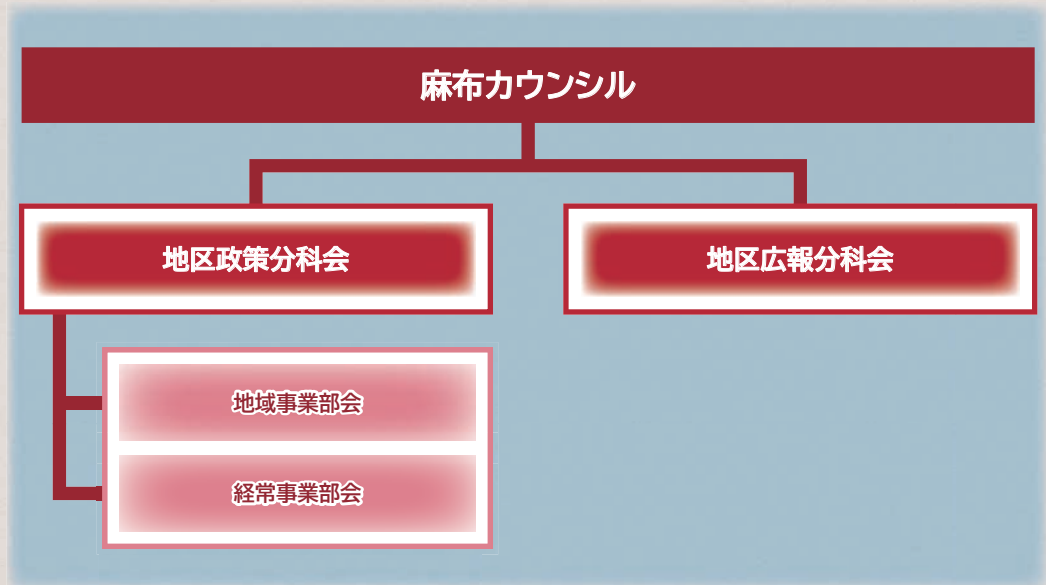 麻布カウンシル
地区政策分科会
地区広報分科会
地域事業部会
経常事業部会